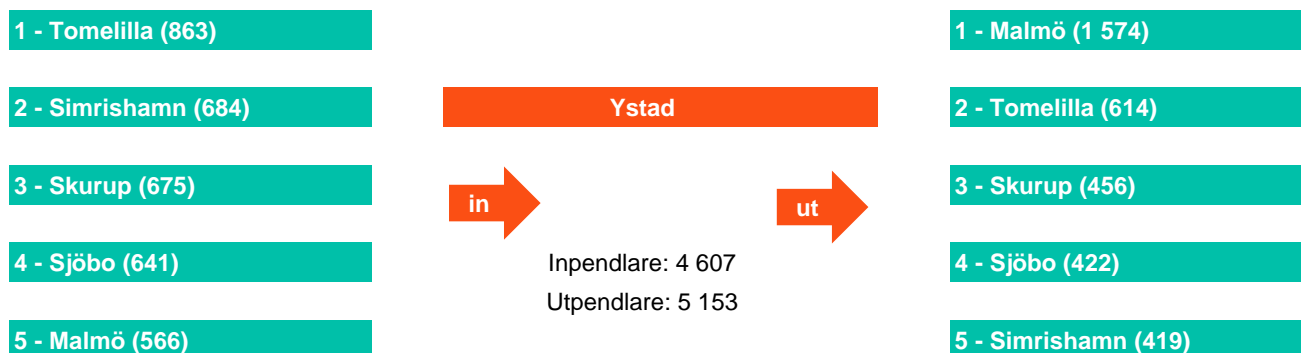 1 - Tomelilla (863)
2 - Simrishamn (684)
3 - Skurup (675)
4 - Sjöbo (641)
5 - Malmö (566)
Ystad
in
ut
Inpendlare: 4 607
Utpendlare: 5 153
1 - Malmö (1 574)
2 - Tomelilla (614)
3 - Skurup (456)
4 - Sjöbo (422)
5 - Simrishamn (419)